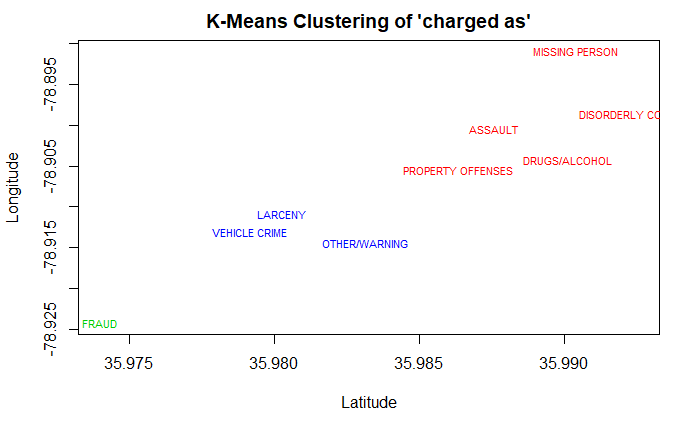 K-Means Clustering of 'charged as'
MISSING PERSON
DISORDERLY CO
ASSAULT
DRUGS/ALCOHOL
PROPERTY OFFENSES
LARCENY
VEHICLE CRIME
OTHER/WARNING
FRAUD
Longitude
-78.895
-78.905
-78.915
-78.925
35.975
35.980
35.985
35.990
Latitude